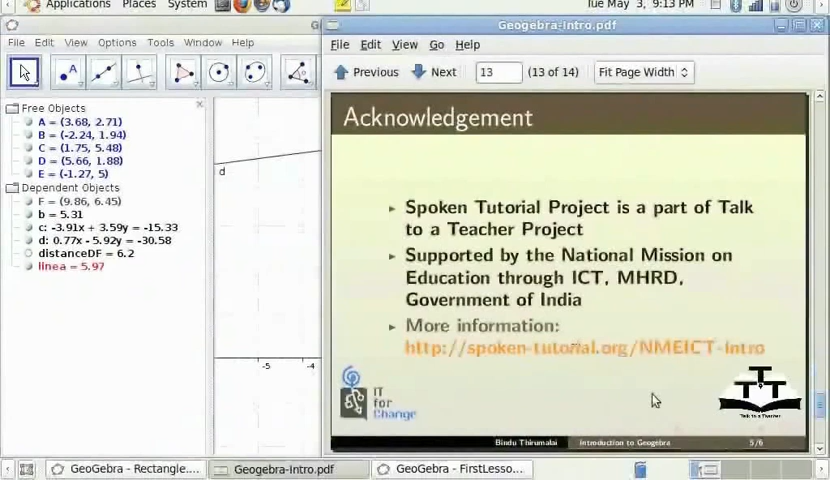 Applications Places System
Tue May 3, 9:13 PM
G
Geogebra-Intro.pdf
File Edit View Options Tools Window Help
File Edit View Go Help
Previous Next 13 (13 of 14) Fit Page Width
A
Free Objects
A = (3.68, 2.71)
B = (-2.24, 1.94)
C = (1.75, 5.48)
D = (5.66, 1.88)
E = (-1.27, 5)
Dependent Objects
F = (9.86, 6.45)
b = 5.31
c: -3.91x + 3.59y = -15.33
d: 0.77x - 5.92y = -30.58
distanceDF = 6.2
linea = 5.97
d
-5 -4
Acknowledgement
Spoken Tutorial Project is a part of Talk
to a Teacher Project
Supported by the National Mission on
Education through ICT, MHRD,
Government of India
More information:
http://spoken-tutorial.org/NMEICT-Intro
IT
for
Change
TTT
Talk to a Teacher
Bindu Thirumalai Introduction to Geogebra 5/6
GeoGebra - Rectangle.... Geogebra-Intro.pdf GeoGebra - FirstLesso...